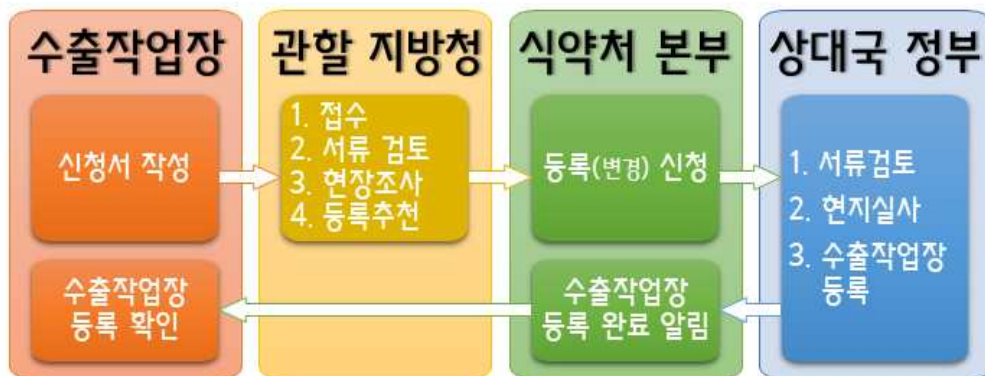 수출작업장
신청서 작성
수출작업장
등록 확인
관할 지방청
1. 접수
2. 서류 검토
3. 현장조사
4. 등록추천
식약처 본부
등록(변경) 신청
수출작업장
등록 완료 알림
상대국 정부
1. 서류검토
2. 현지실사
3. 수출작업장
등록